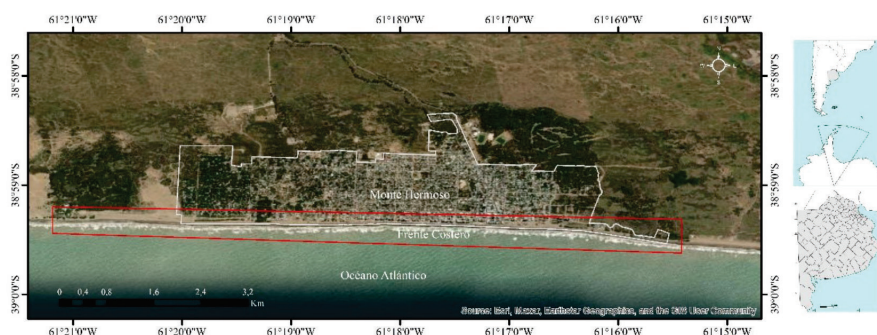 61°21'0"W 61°20'0"W 61°19'0"W 61°18'0"W 61°17'0"W 61°16'0"W 61°15'0"W
38°58'0"S 38°58'0"S
38°59'0"S 38°59'0"S
Monte Hermoso
Frente Costero
Océano Atlántico
0 0,4 0,8 1,6 2,4 3,2
Km
39°0'0"S 39°0'0"S
Source: Esri, Maxar, Earthstar Geographics, and the GIS User Community
61°21'0"W 61°20'0"W 61°19'0"W 61°18'0"W 61°17'0"W 61°16'0"W 61°15'0"W